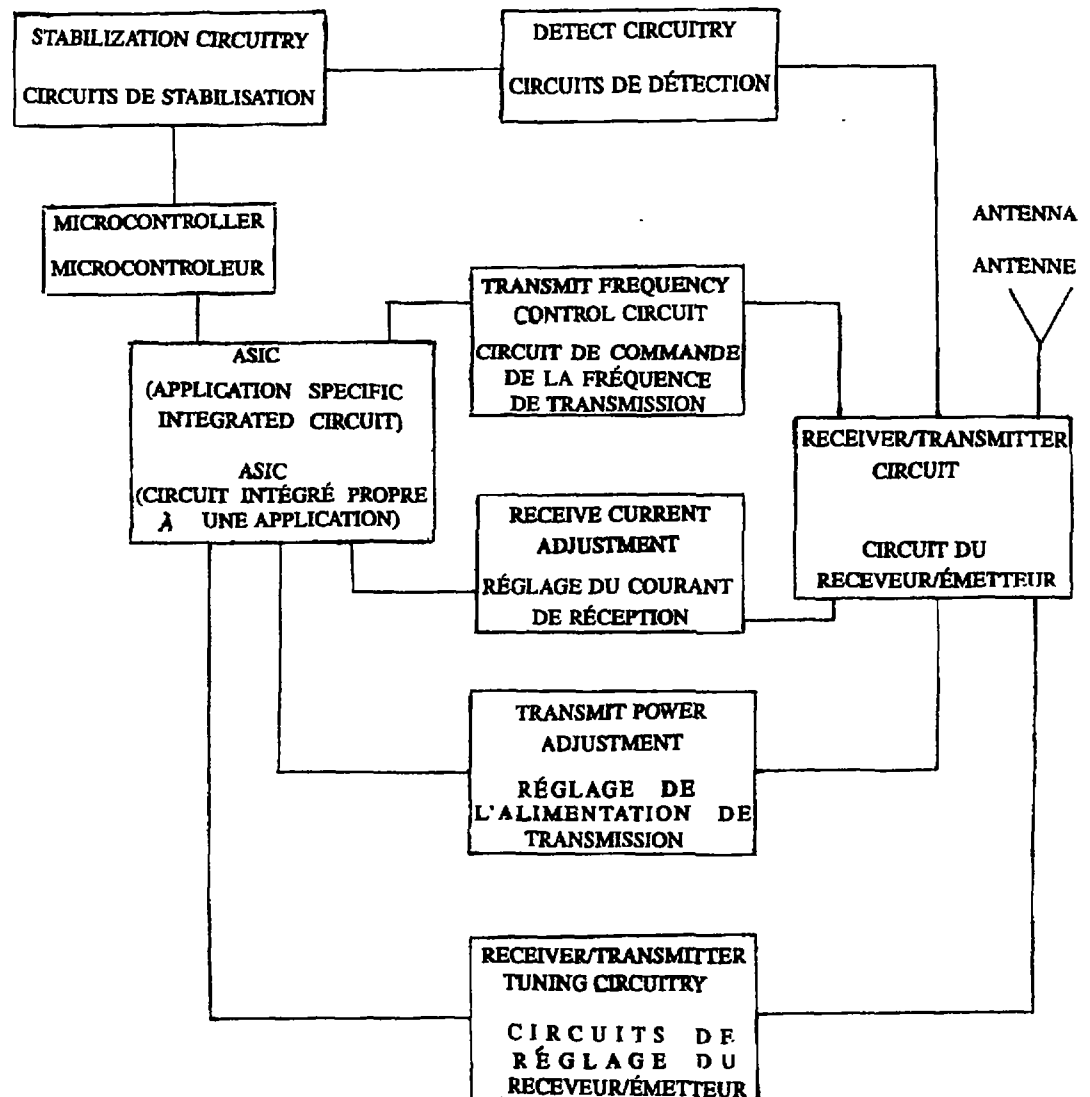 STABILIZATION CIRCUITRY
CIRCUITS DE STABILISATION
DETECT CIRCUITRY
CIRCUITS DE DÉTECTION
MICROCONTROLLER
MICROCONTROLEUR
ANTENNA
ANTENNE
TRANSMIT FREQUENCY
CONTROL CIRCUIT
CIRCUIT DE COMMANDE
DE LA FRÉQUENCE
DE TRANSMISSION
ASIC
(APPLICATION SPECIFIC
INTEGRATED CIRCUIT)
ASIC
(CIRCUIT INTÉGRÉ PROPRE
À UNE APPLICATION)
RECEIVER/TRANSMITTER
CIRCUIT
CIRCUIT DU
RECEVEUR/ÉMETTEUR
RECEIVE CURRENT
ADJUSTMENT
RÉGLAGE DU COURANT
DE RÉCEPTION
TRANSMIT POWER
ADJUSTMENT
RÉGLAGE DE
L'ALIMENTATION DE
TRANSMISSION
RECEIVER/TRANSMITTER
TUNING CIRCUITRY
CIRCUITS DE
RÉGLAGE DU
RECEVEUR/ÉMETTEUR